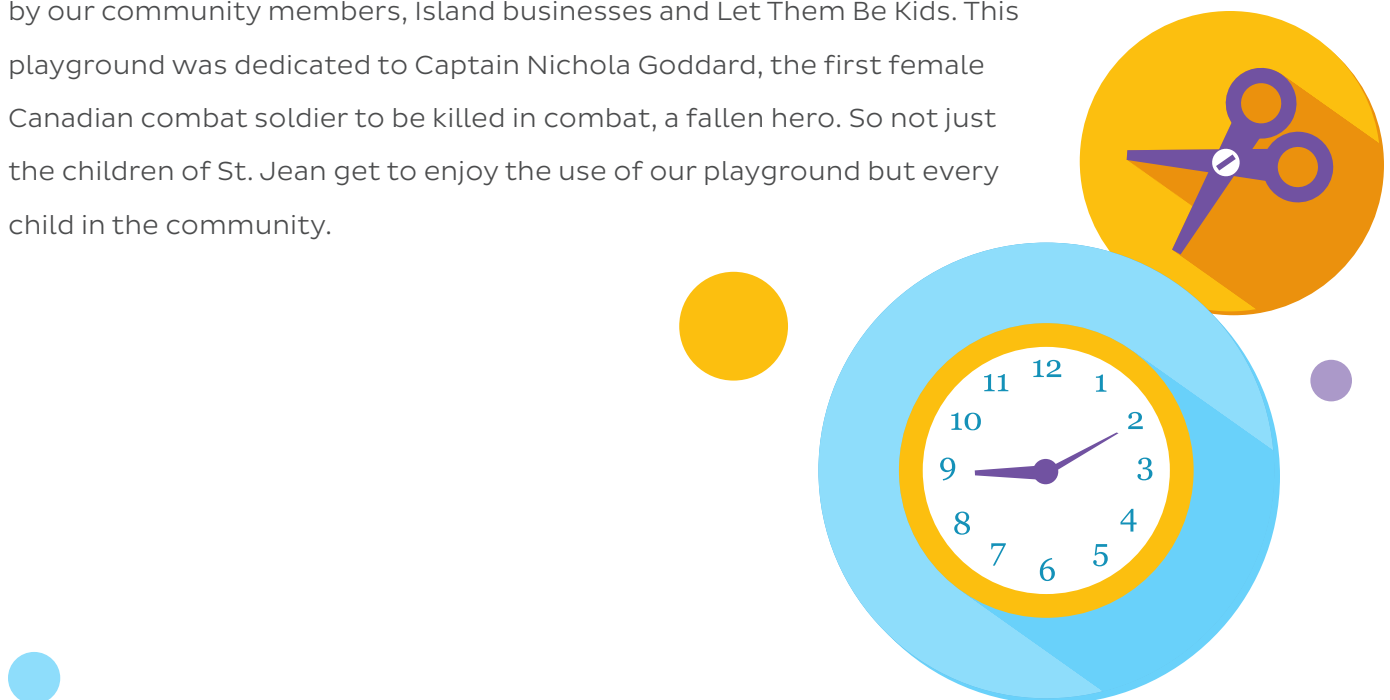 by our community members, Island businesses and Let Them Be Kids. This
playground was dedicated to Captain Nichola Goddard, the first female
Canadian combat soldier to be killed in combat, a fallen hero. So not just
the children of St. Jean get to enjoy the use of our playground but every
child in the community.
12
11
1
10
2
9
3
8
4
7
5
6